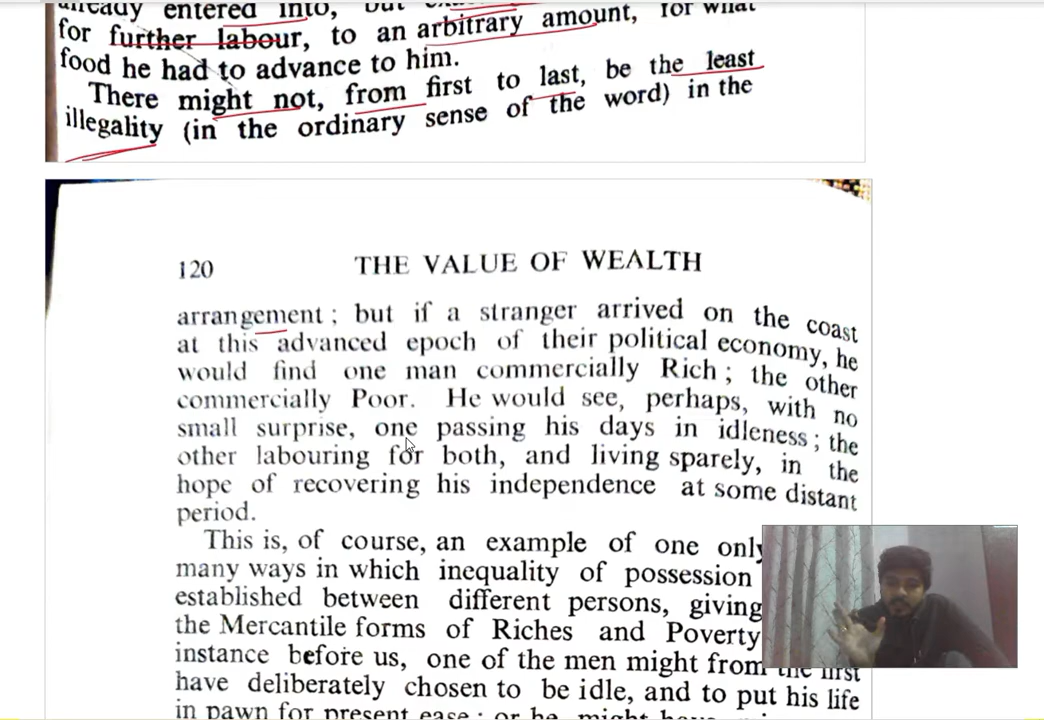 already entered into, but
for further labour, to an arbitrary amount, for what
food he had to advance to him.
There might not, from first to last, be the least
illegality (in the ordinary sense of the word) in the
120 THE VALUE OF WEALTH
arrangement ; but if a stranger arrived on the coast
at this advanced epoch of their political economy, he
would find one man commercially Rich ; the other
commercially Poor. He would see, perhaps, with no
small surprise, one passing his days in idleness ; the
other labouring for both, and living sparely, in the
hope of recovering his independence at some distant
period.
This is, of course, an example of one only
many ways in which inequality of possession
established between different persons, giving
the Mercantile forms of Riches and Poverty
instance before us, one of the men might from the first
have deliberately chosen to be idle, and to put his life
in pawn for present ease ; or he might have